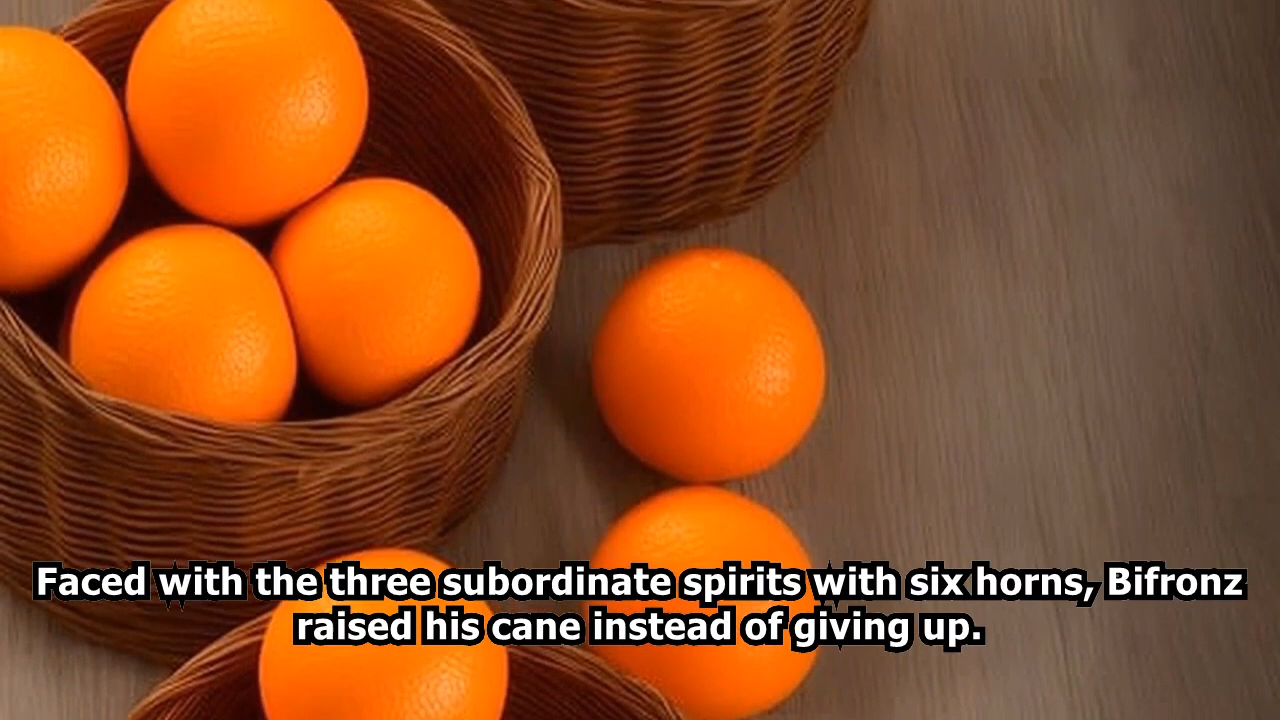 Faced with the three subordinate spirits with six horns, Bifronz
raised his cane instead of giving up.